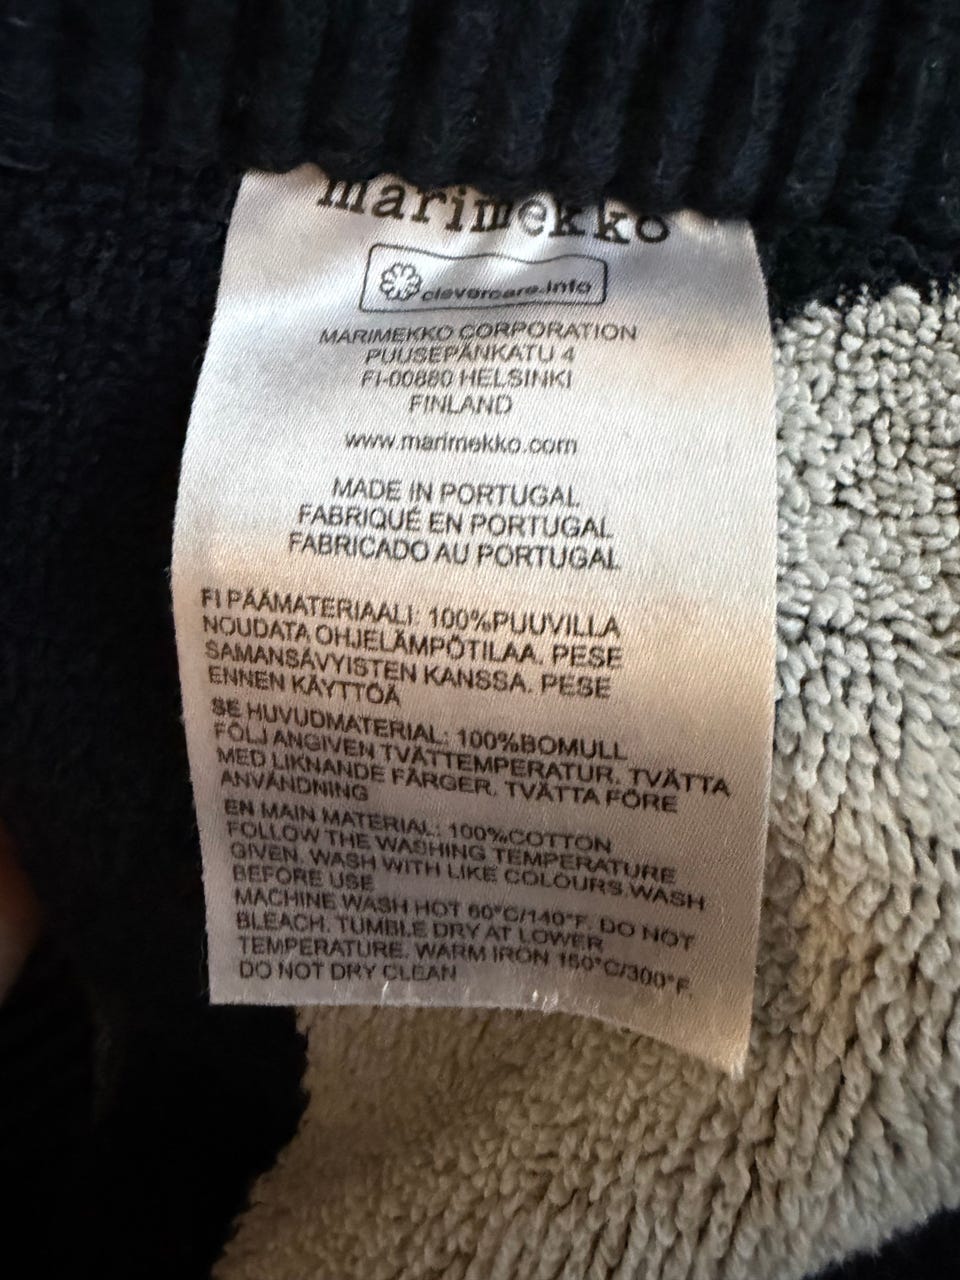 marimekko
clevercare.info
MARIMEKKO CORPORATION
PUUSEPÄNKATU 4
FI-00880 HELSINKI
FINLAND
www.marimekko.com
MADE IN PORTUGAL
FABRIQUÉ EN PORTUGAL
FABRICADO AU PORTUGAL
FI PÄÄMATERIAALI: 100%PUUVILLA
NOUDATA OHJELÄMPÖTILAA. PESE
SAMANSÄVYISTEN KANSSA. PESE
ENNEN KÄYTTÖÄ
SE HUVUDMATERIAL: 100%BOMULL
FÖLJ ANGIVEN TVÄTTEMPERATUR. TVÄTTA
MED LIKNANDE FÄRGER. TVÄTTA FÖRE
ANVÄNDNING
EN MAIN MATERIAL: 100%COTTON
FOLLOW THE WASHING TEMPERATURE
GIVEN. WASH WITH LIKE COLOURS.WASH
BEFORE USE
MACHINE WASH HOT 60°C/140°F. DO NOT
BLEACH. TUMBLE DRY AT LOWER
TEMPERATURE. WARM IRON 150°C/300°F.
DO NOT DRY CLEAN